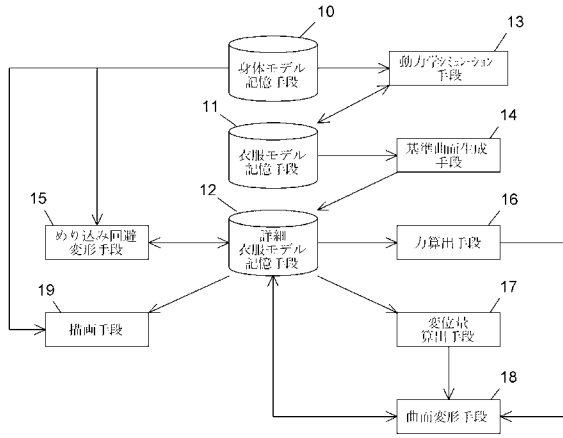 10
身体モデル
記憶手段
13
動力学シミュレーション
手段
11
衣服モデル
記憶手段
14
基準曲面生成
手段
12
詳細
衣服モデル
記憶手段
15
めり込み回避
変形手段
16
力算出手段
19
描画手段
17
変位量
算出手段
18
曲面変形手段